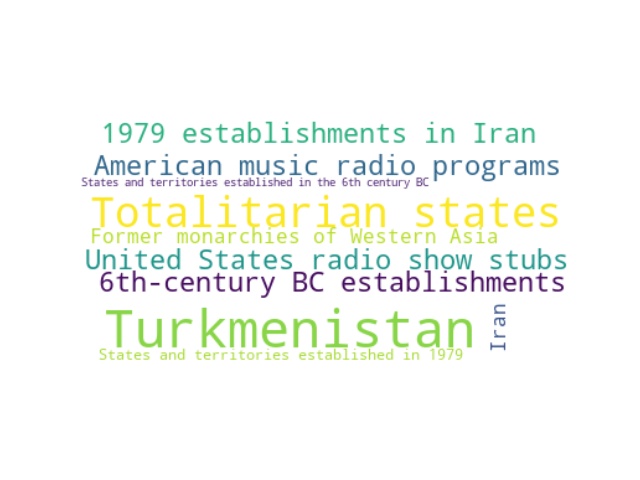 1979 establishments in Iran
American music radio programs
States and territories established in the 6th century BC
Totalitarian states
Former monarchies of Western Asia
United States radio show stubs
6th-century BC establishments
Turkmenistan
Iran
States and territories established in 1979